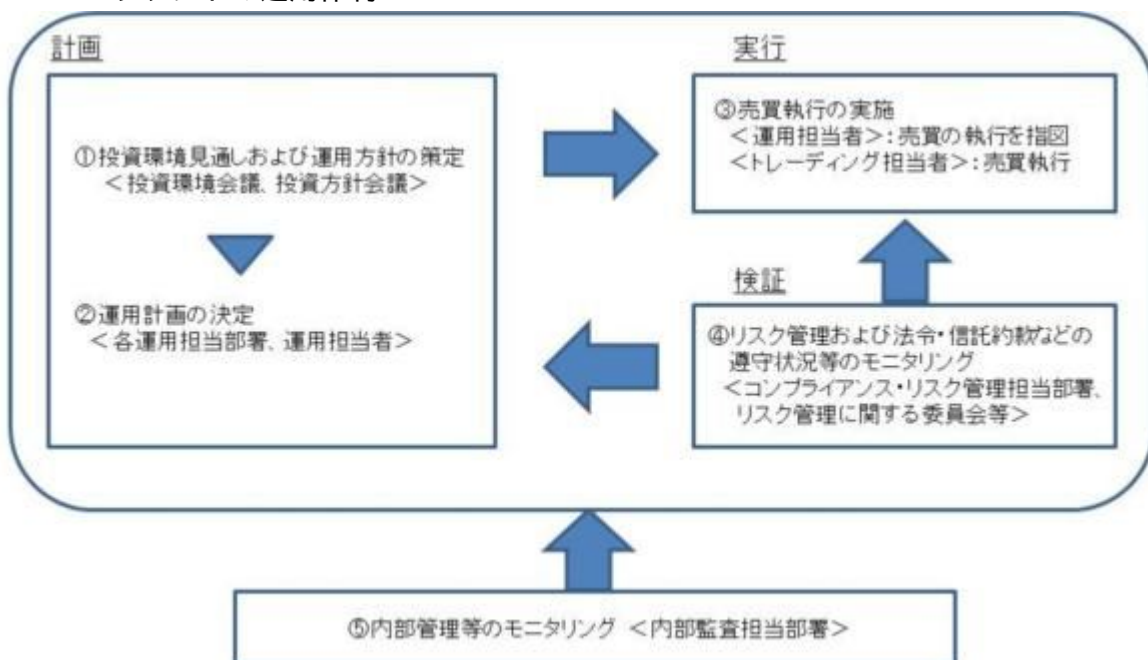 計画
①投資環境見通しおよび運用方針の策定
＜投資環境会議、投資方針会議＞
②運用計画の決定
＜各運用担当部署、運用担当者＞
実行
③売買執行の実施
＜運用担当者＞：売買の執行を指図
＜トレーディング担当者＞：売買執行
検証
④リスク管理および法令・信託約款などの
遵守状況等のモニタリング
＜コンプライアンス・リスク管理担当部署、
リスク管理に関する委員会等＞
⑤内部管理等のモニタリング ＜内部監査担当部署＞